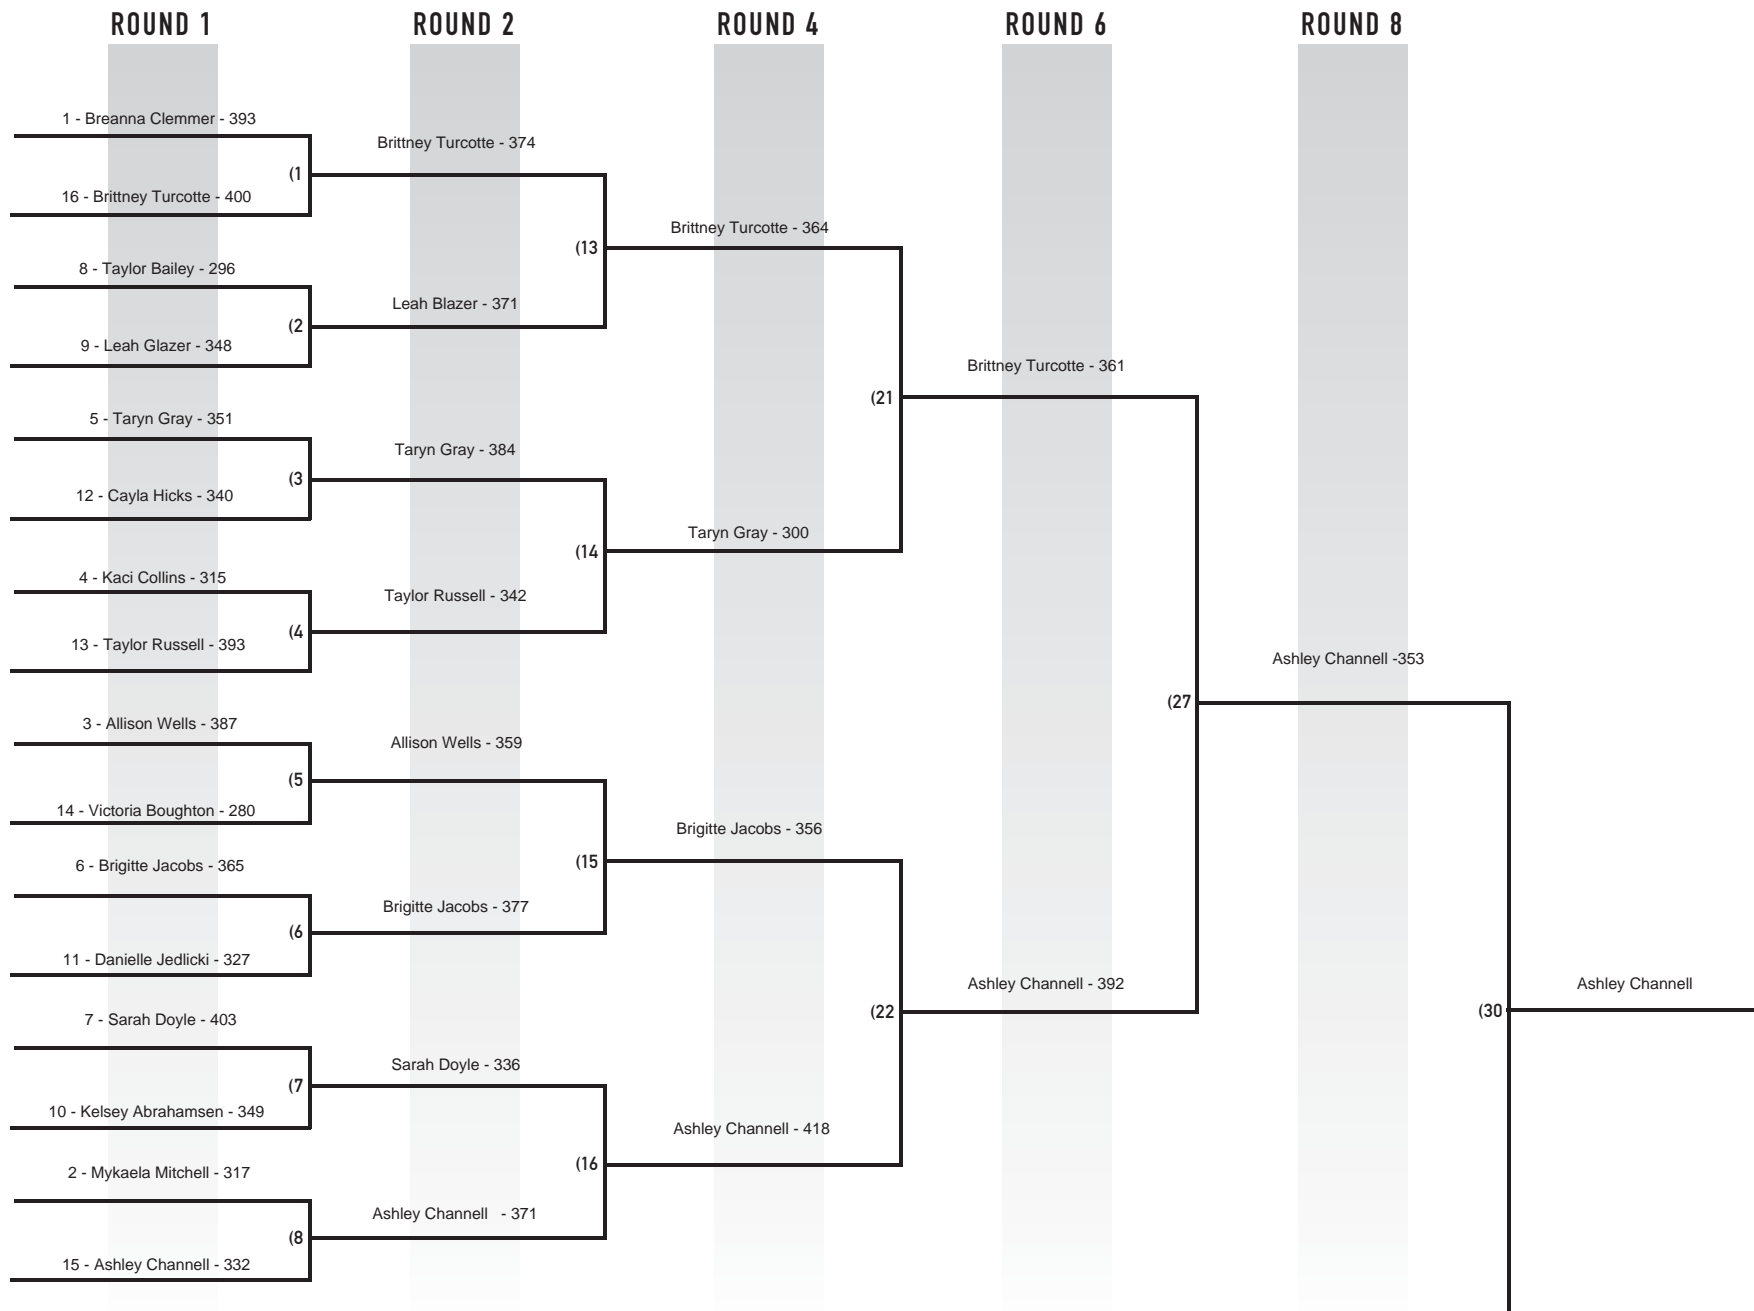 ROUND 1
ROUND 2
ROUND 4
ROUND 6
ROUND 8
1 - Breanna Clemmer - 393
(1
16 - Brittney Turcotte - 400
8 - Taylor Bailey - 296
(2
9 - Leah Glazer - 348
5 - Taryn Gray - 351
(3
12 - Cayla Hicks - 340
4 - Kaci Collins - 315
(4
13 - Taylor Russell - 393
3 - Allison Wells - 387
(5
14 - Victoria Boughton - 280
6 - Brigitte Jacobs - 365
(6
11 - Danielle Jedlicki - 327
7 - Sarah Doyle - 403
(7
10 - Kelsey Abrahamsen - 349
2 - Mykaela Mitchell - 317
(8
15 - Ashley Channell - 332
Brittney Turcotte - 374
(13
Leah Blazer - 371
Taryn Gray - 384
(14
Taylor Russell - 342
Allison Wells - 359
(15
Brigitte Jacobs - 377
Sarah Doyle - 336
(16
Ashley Channell - 371
Brittney Turcotte - 364
(21
Taryn Gray - 300
Brigitte Jacobs - 356
(22
Ashley Channell - 418
Brittney Turcotte - 361
(27
Ashley Channell - 392
Ashley Channell -353
(30
Ashley Channell